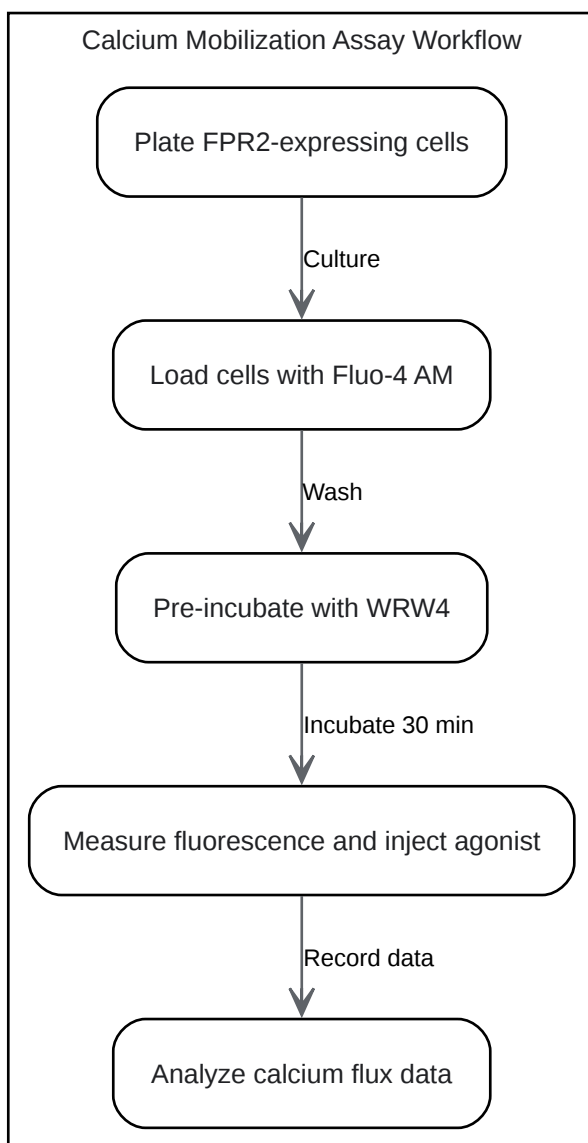 Calcium Mobilization Assay Workflow
Plate FPR2-expressing cells
Culture
Load cells with Fluo-4 AM
Wash
Pre-incubate with WRW4
Incubate 30 min
Measure fluorescence and inject agonist
Record data
Analyze calcium flux data